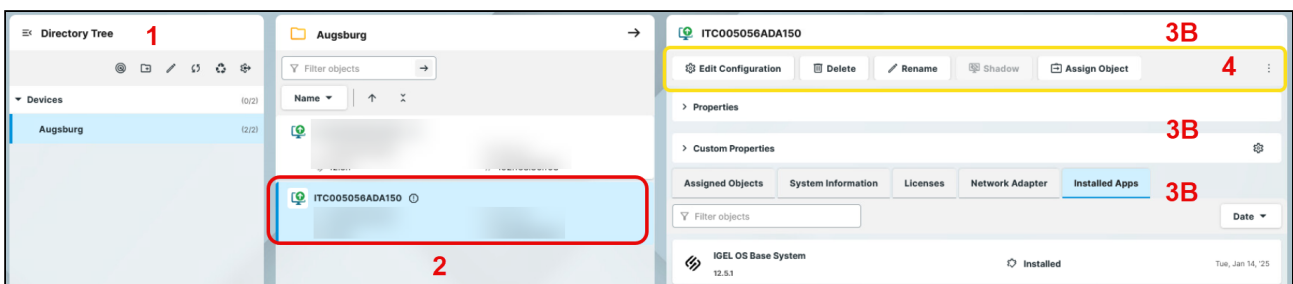 Directory Tree
1
Devices
(0/2)
Augsburg
(2/2)
Augsburg
Filter objects
Name
ITC005056ADA150
2
ITC005056ADA150
3B
Edit Configuration
Delete
Rename
Shadow
Assign Object
4
Properties
3B
Custom Properties
Assigned Objects
System Information
Licenses
Network Adapter
Installed Apps
3B
Filter objects
Date
IGEL OS Base System
12.5.1
Installed
Tue, Jan 14, '25